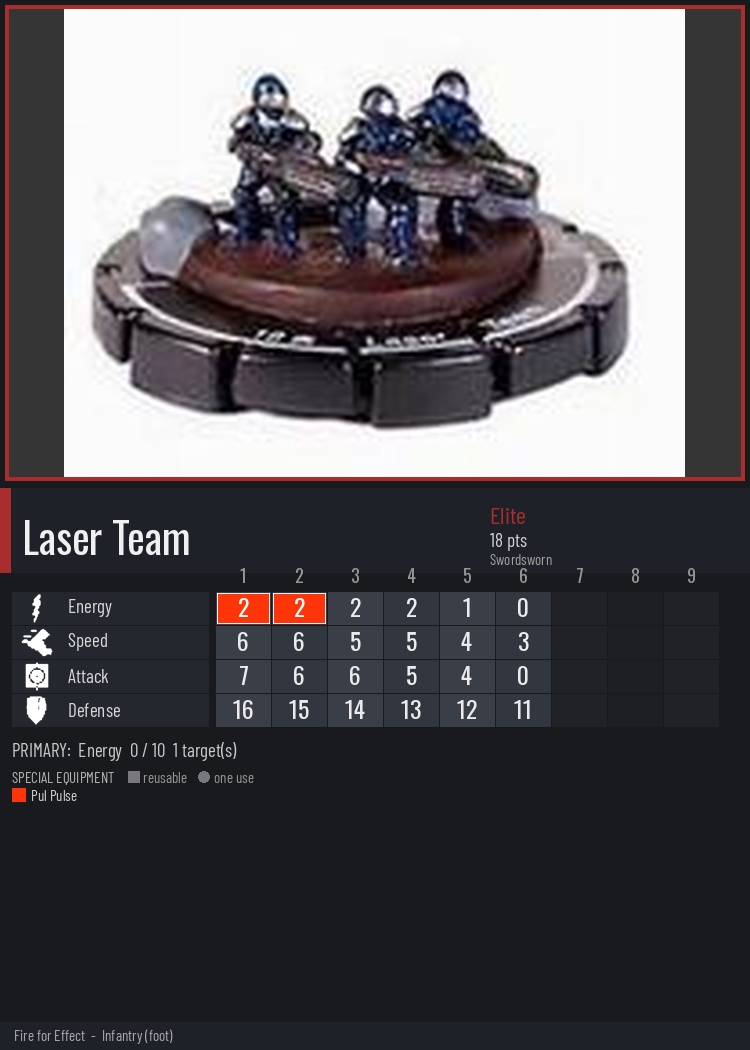 Laser Team
Elite
18 pts
Swordsworn
1 2 3 4 5 6 7 8 9
Energy 2 2 2 2 1 0
Speed 6 6 5 5 4 3
Attack 7 6 6 5 4 0
Defense 16 15 14 13 12 11
PRIMARY: Energy 0 / 10 1 target(s)
SPECIAL EQUIPMENT reusable one use
Pul Pulse
Fire for Effect - Infantry (foot)